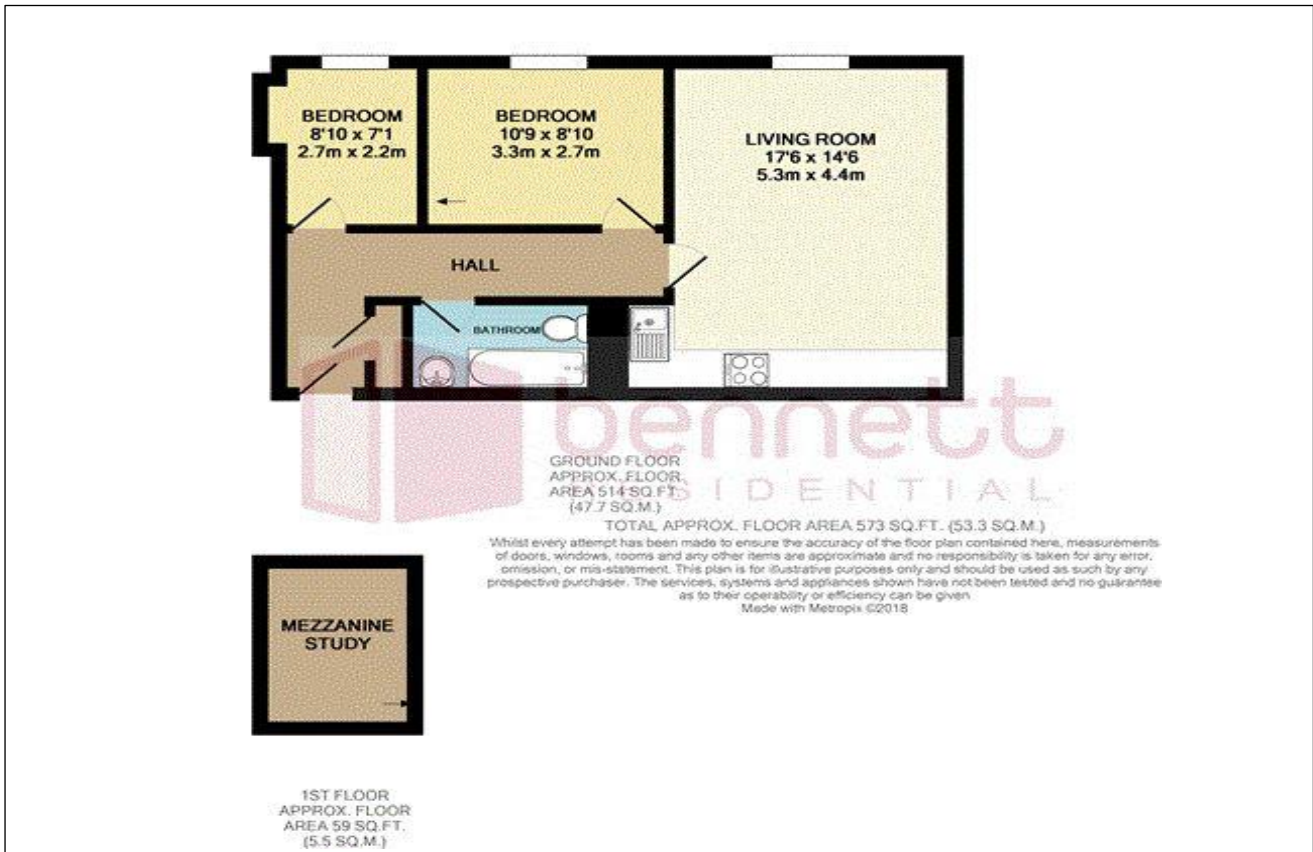 BEDROOM
8'10 x 7'1
2.7m x 2.2m
BEDROOM
10'9 x 8'10
3.3m x 2.7m
LIVING ROOM
17'6 x 14'6
5.3m x 4.4m
HALL
BATHROOM
bennett
RESIDENTIAL
GROUND FLOOR
APPROX. FLOOR
AREA 514 SQ.FT.
(47.7 SQ.M.)
TOTAL APPROX. FLOOR AREA 573 SQ.FT. (53.3 SQ.M.)
Whilst every attempt has been made to ensure the accuracy of the floor plan contained here, measurements
of doors, windows, rooms and any other items are approximate and no responsibility is taken for any error,
omission, or mis-statement. This plan is for illustrative purposes only and should be used as such by any
prospective purchaser. The services, systems and appliances shown have not been tested and no guarantee
as to their operability or efficiency can be given
Made with Metropix ©2018
MEZZANINE
STUDY
1ST FLOOR
APPROX. FLOOR
AREA 59 SQ.FT.
(5.5 SQ.M.)